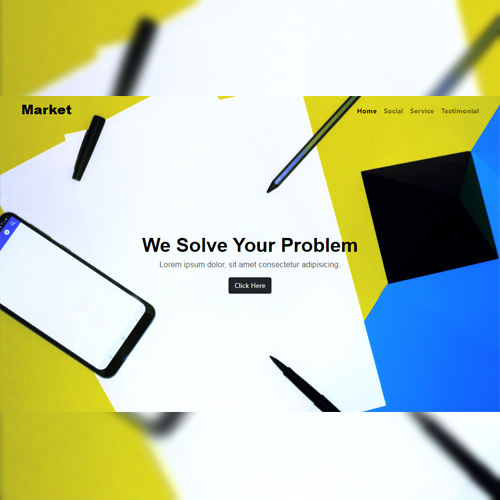 Market
Home Social Service Testimonial
We Solve Your Problem
Lorem ipsum dolor, sit amet consectetur adipisicing.
Click Here